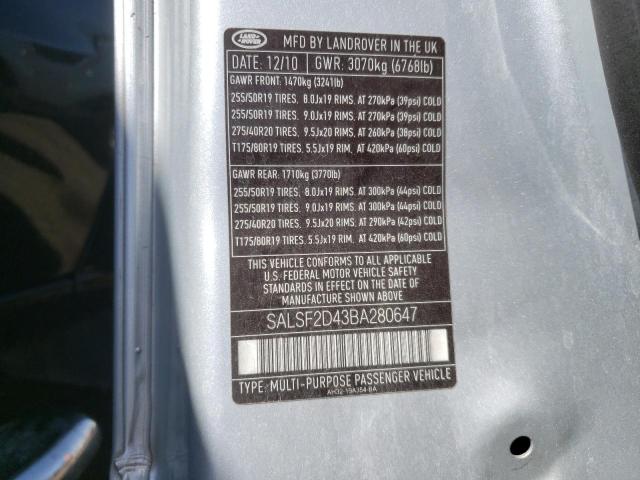 LAND ROVER
MFD BY LANDROVER IN THE UK
DATE: 12/10 GWR: 3070kg (6768lb)
GAWR FRONT: 1470kg (3241lb)
255/50R19 TIRES, 8.0Jx19 RIMS, AT 270kPa (39psi) COLD
255/50R19 TIRES, 9.0Jx19 RIMS, AT 270kPa (39psi) COLD
275/40R20 TIRES, 9.5Jx20 RIMS, AT 260kPa (38psi) COLD
T175/80R19 TIRES, 5.5Jx19 RIM, AT 420kPa (60psi) COLD
GAWR REAR: 1710kg (3770lb)
255/50R19 TIRES, 8.0Jx19 RIMS, AT 300kPa (44psi) COLD
255/50R19 TIRES, 9.0Jx19 RIMS, AT 300kPa (44psi) COLD
275/40R20 TIRES, 9.5Jx20 RIMS, AT 290kPa (42psi) COLD
T175/80R19 TIRES, 5.5Jx19 RIM, AT 420kPa (60psi) COLD
THIS VEHICLE CONFORMS TO ALL APPLICABLE
U.S. FEDERAL MOTOR VEHICLE SAFETY
STANDARDS IN EFFECT ON THE DATE OF
MANUFACTURE SHOWN ABOVE
SALSF2D43BA280647
TYPE: MULTI-PURPOSE PASSENGER VEHICLE
AH32-19A354-BA